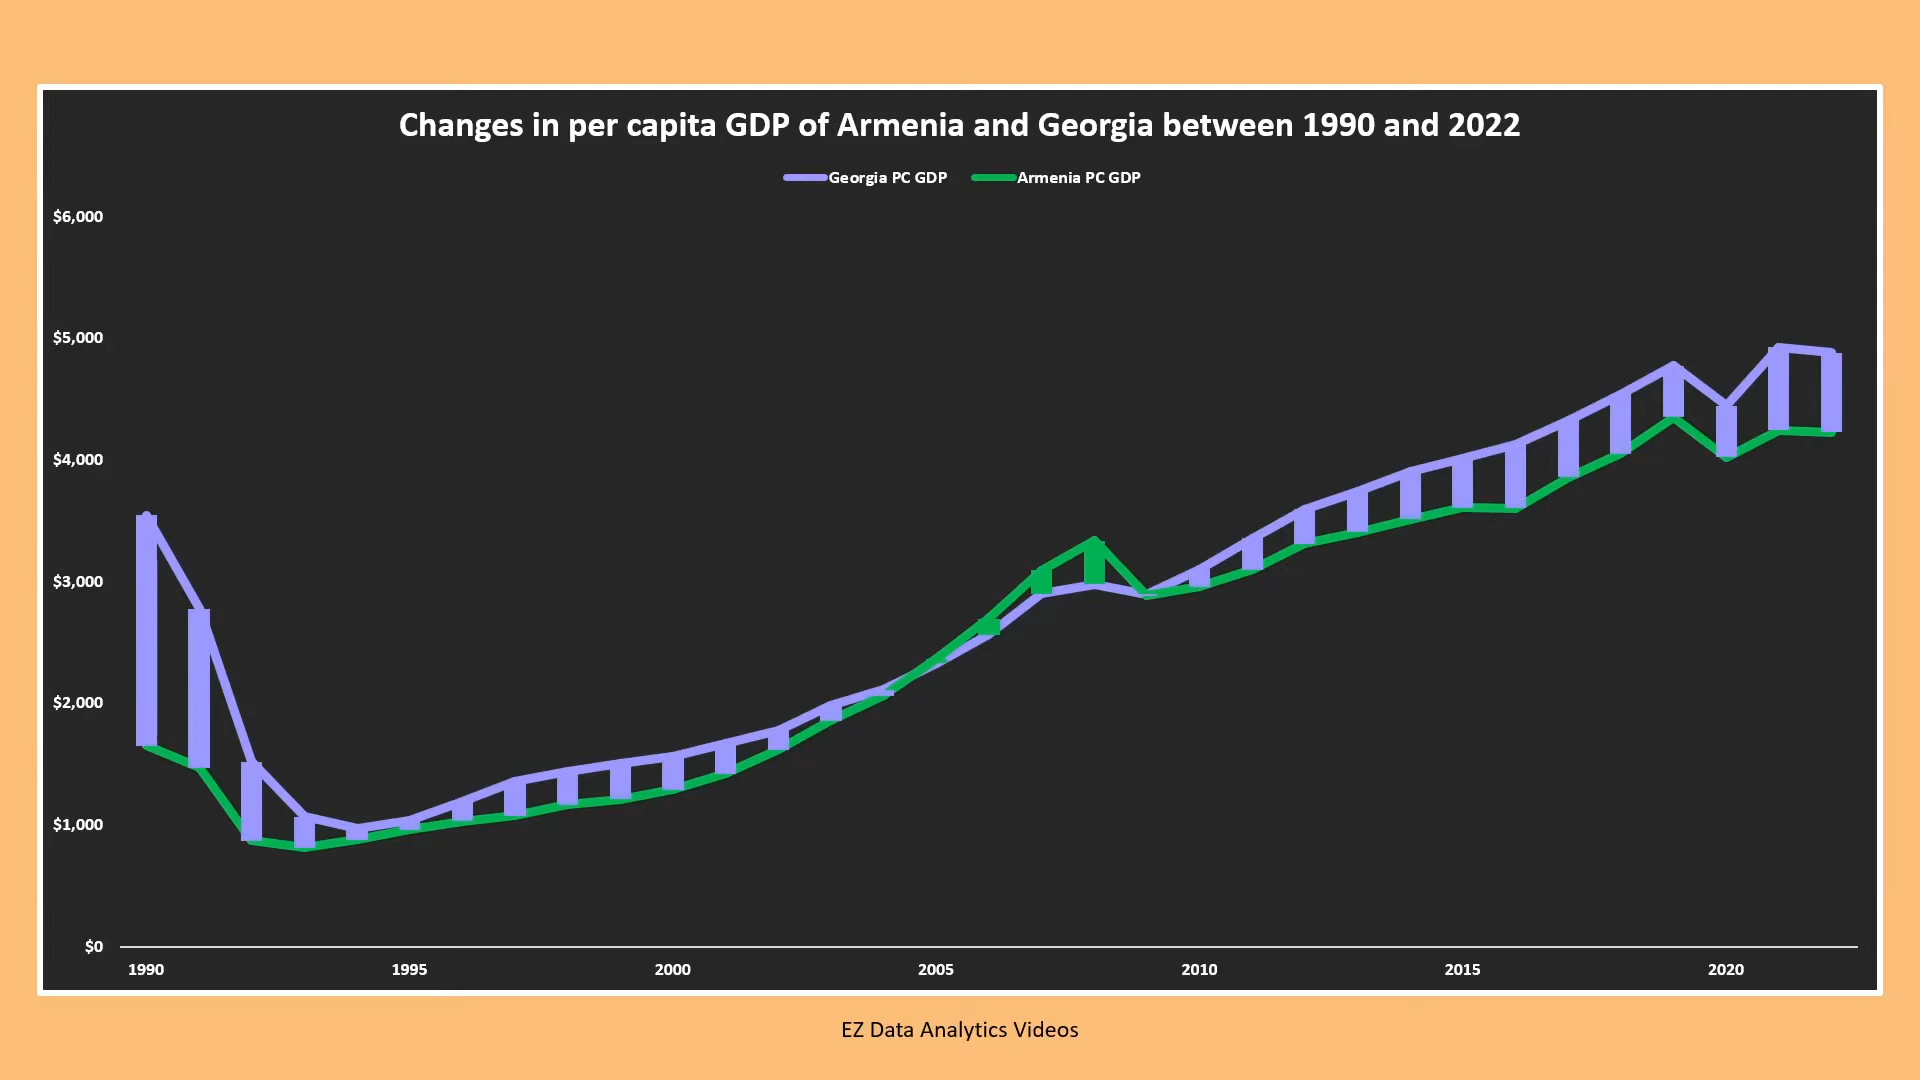 Changes in per capita GDP of Armenia and Georgia between 1990 and 2022
Georgia PC GDP Armenia PC GDP
$6,000
$5,000
$4,000
$3,000
$2,000
$1,000
$0
1990 1995 2000 2005 2010 2015 2020
EZ Data Analytics Videos